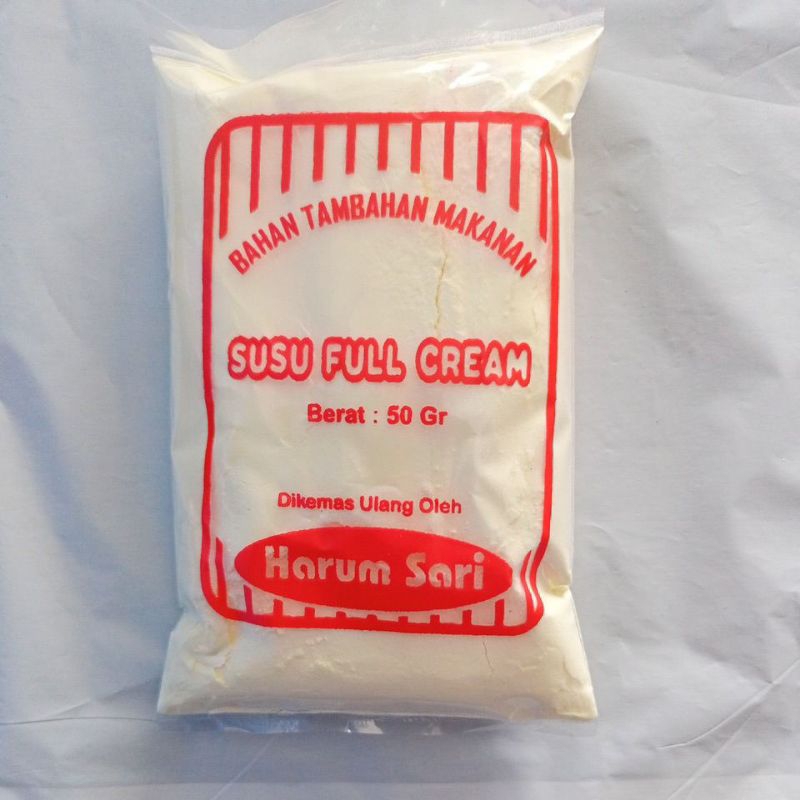 BAHAN TAMBAHAN MAKANAN
SUSU FULL CREAM
Berat : 50 Gr
Dikemas Ulang Oleh
Harum Sari